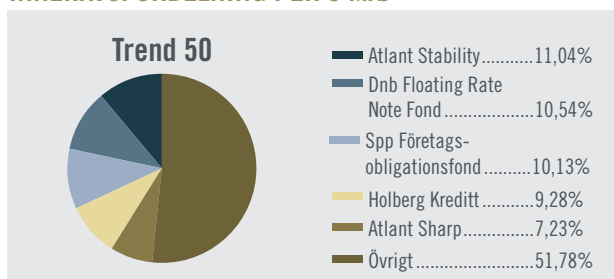 Trend 50
Atlant Stability...........11,04%
Dnb Floating Rate
Note Fond...................10,54%
Spp Företags-
obligationsfond..........10,13%
Holberg Kreditt...........9,28%
Atlant Sharp................7,23%
Övrigt.........................51,78%